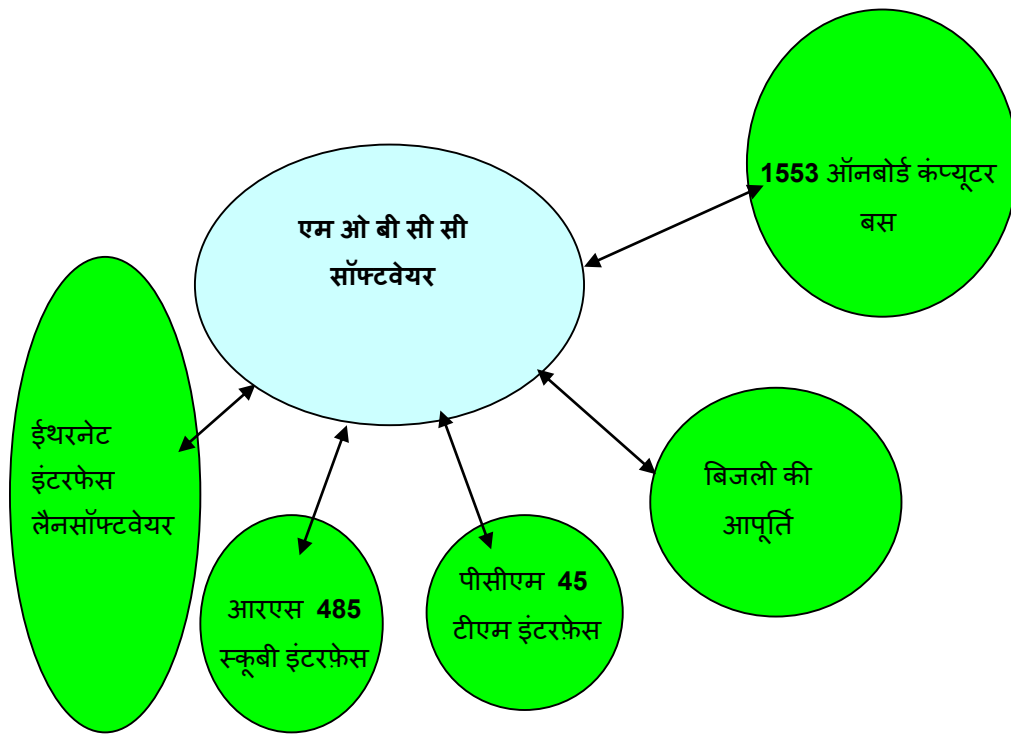 एम ओ बी सी सी
सॉफ्टवेयर
1553 ऑनबोर्ड कंप्यूटर
बस
ईथरनेट
इंटरफेस
लैनसॉफ्टवेयर
आरएस 485
स्कूबी इंटरफ़ेस
पीसीएम 45
टीएम इंटरफ़ेस
बिजली की
आपूर्ति